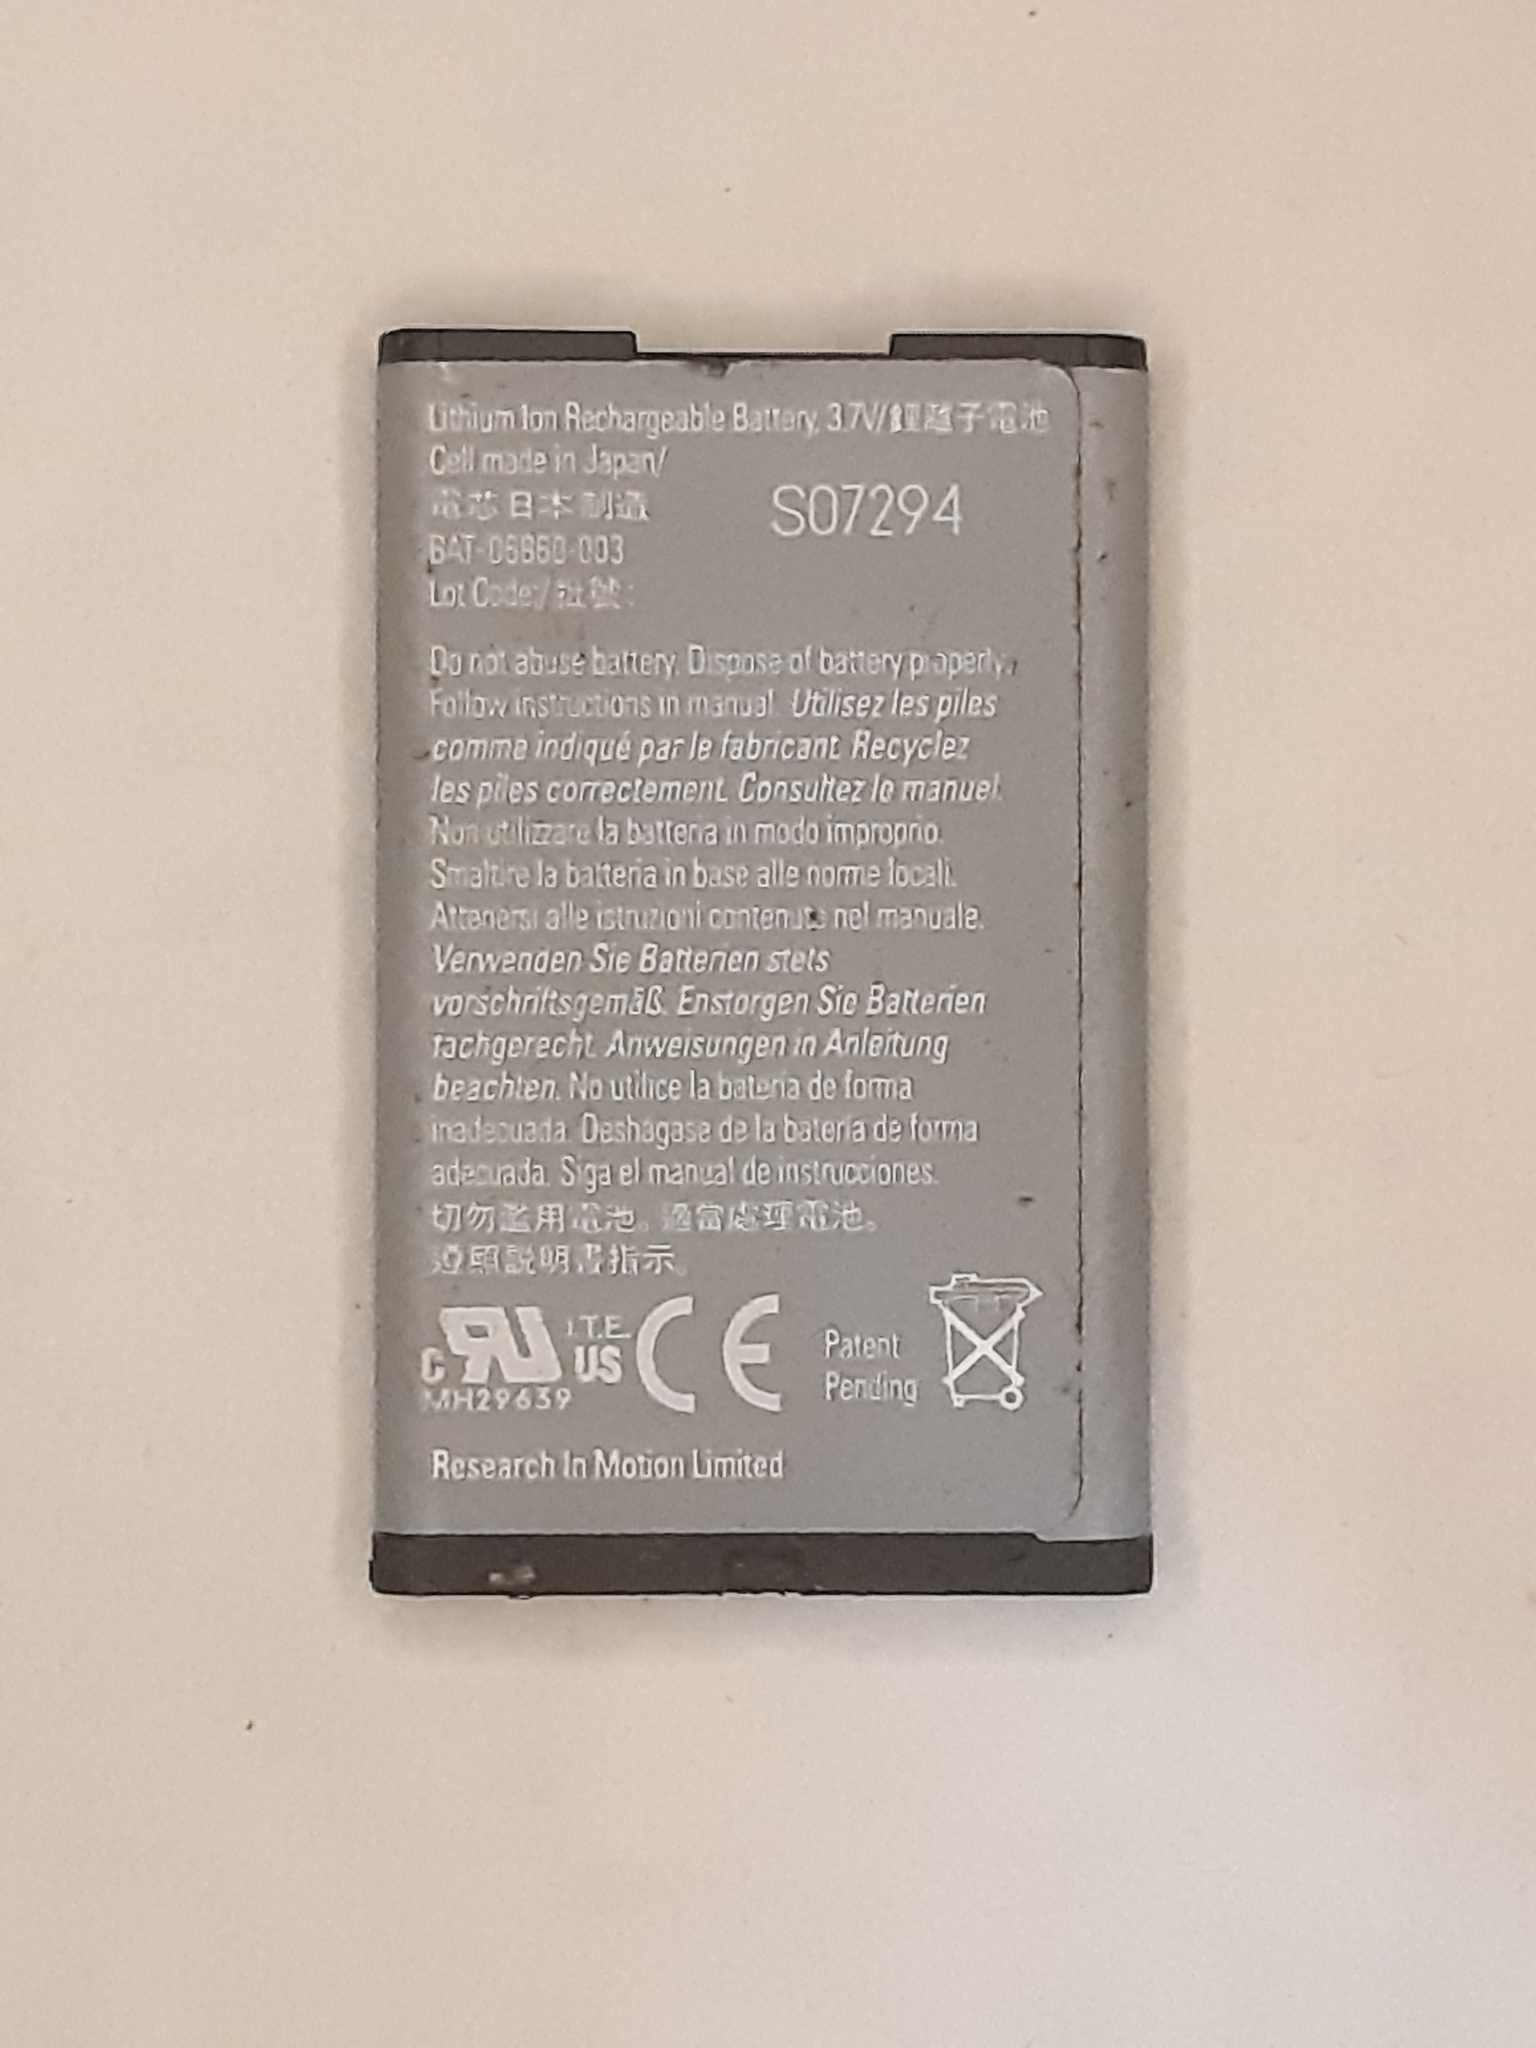 Lithium Ion Rechargeable Battery, 3.7V/鋰離子電池
Cell made in Japan/
電芯日本制造
S07294
BAT-06860-003
Lot Code:/批號:
Do not abuse battery. Dispose of battery properly.
Follow instructions in manual. Utilisez les piles
comme indiqué par le fabricant. Recyclez
les piles correctement. Consultez le manuel.
Non utilizzare la batteria in modo improprio.
Smaltire la batteria in base alle norme locali.
Attenersi alle istruzioni contenute nel manuale.
Verwenden Sie Batterien stets
vorschriftsgemäß. Enstorgen Sie Batterien
fachgerecht. Anweisungen in Anleitung
beachten. No utilice la batería de forma
inadecuada. Deshágase de la batería de forma
adecuada. Siga el manual de instrucciones.
切勿濫用電池。適當處理電池。
遵照說明書指示。
C RU US I.T.E.
MH29639
CE
Patent
Pending
Research In Motion Limited